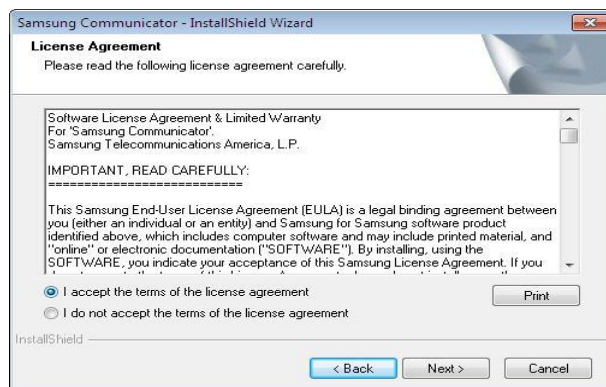 Samsung Communicator - InstallShield Wizard
License Agreement
Please read the following license agreement carefully.
Software License Agreement & Limited Warranty
For 'Samsung Communicator'.
Samsung Telecommunications America, L.P.
IMPORTANT, READ CAREFULLY:
===========================
This Samsung End-User License Agreement (EULA) is a legal binding agreement between
you (either an individual or an entity) and Samsung for Samsung software product
identified above, which includes computer software and may include printed material, and
"online" or electronic documentation ("SOFTWARE"). By installing, using the
SOFTWARE, you indicate your acceptance of this Samsung License Agreement. If you
I accept the terms of the license agreement
Print
I do not accept the terms of the license agreement
InstallShield
< Back
Next >
Cancel